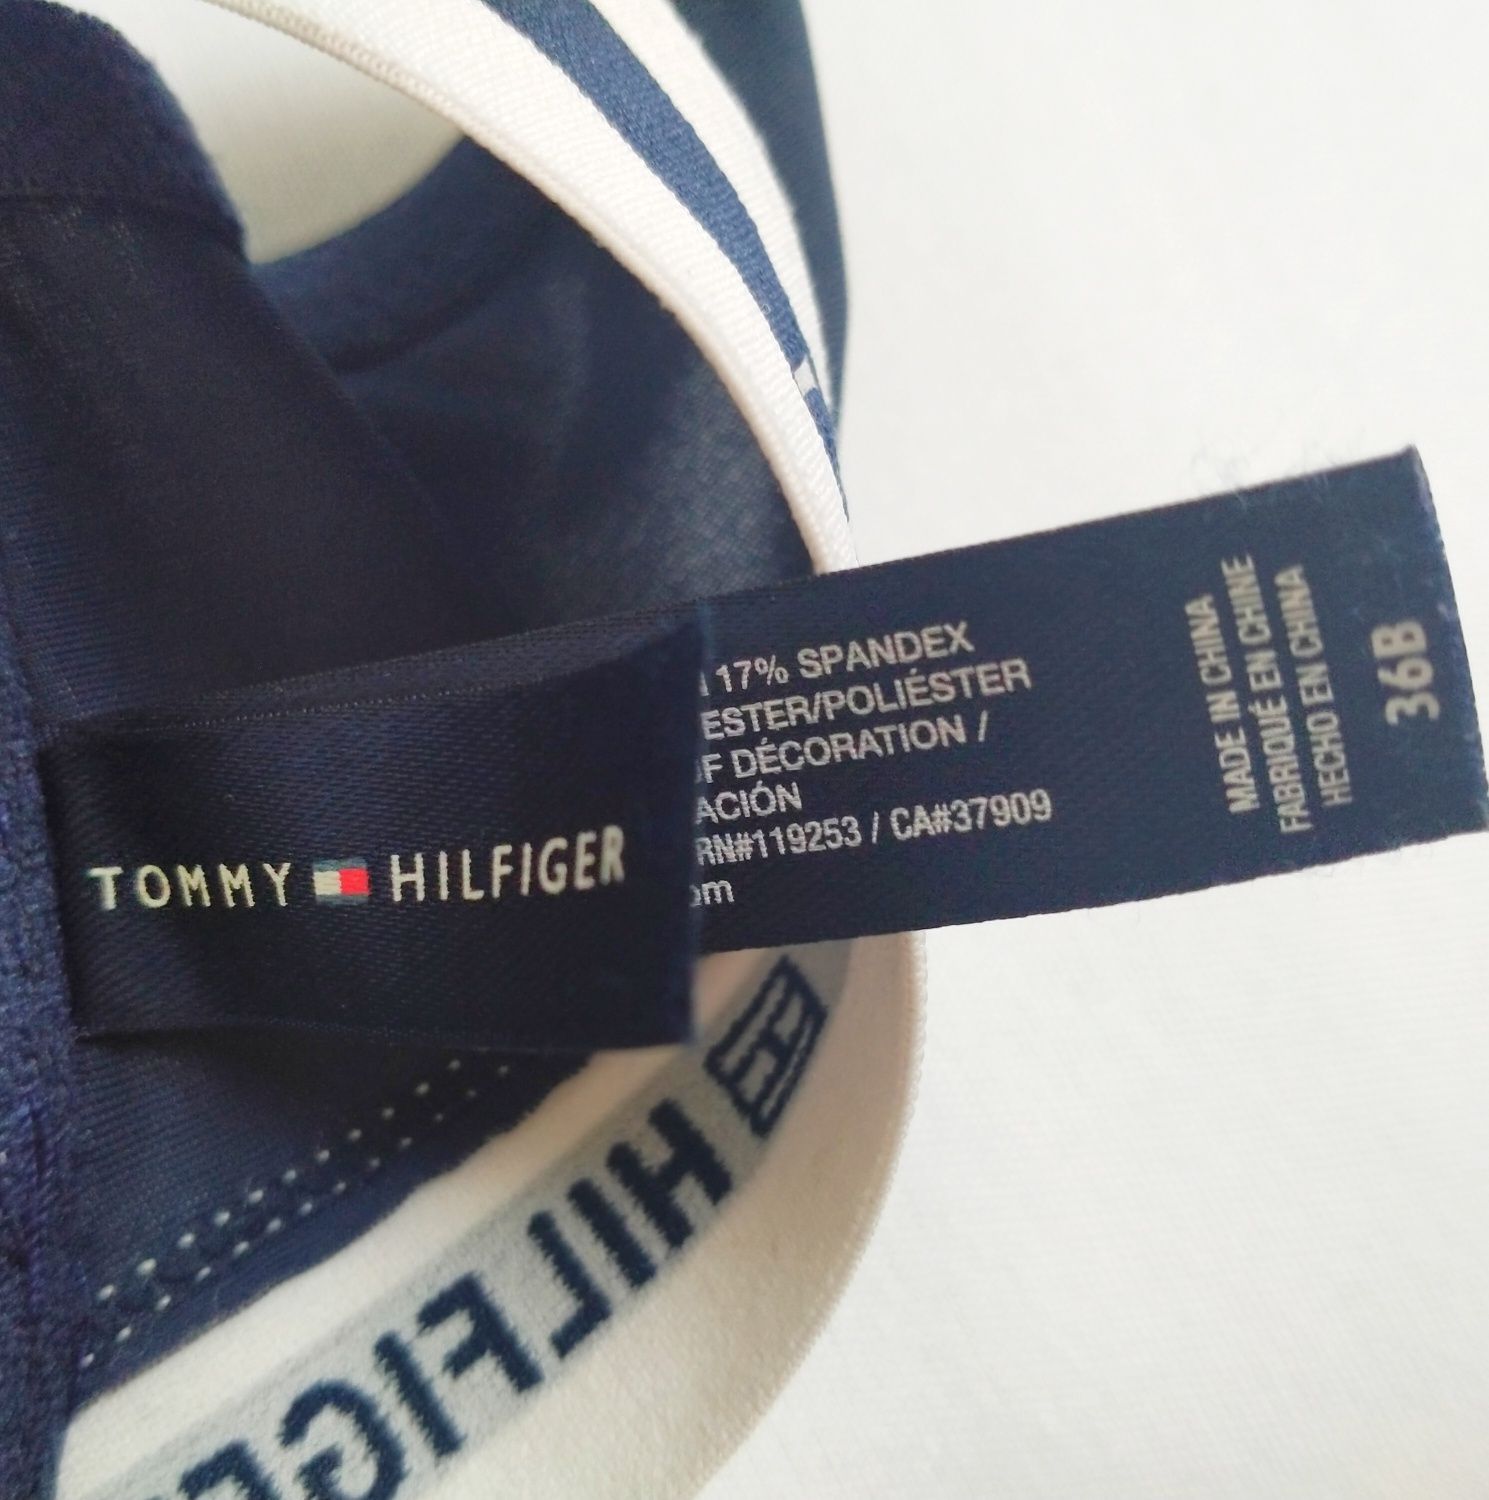 TOMMY HILFIGER
17% SPANDEX
ESTER/POLIÉSTER
DÉCORATION /
ACIÓN
RN#119253 / CA#37909
om
MADE IN CHINA
FABRIQUÉ EN CHINE
HECHO EN CHINA
36B
HILFIGE